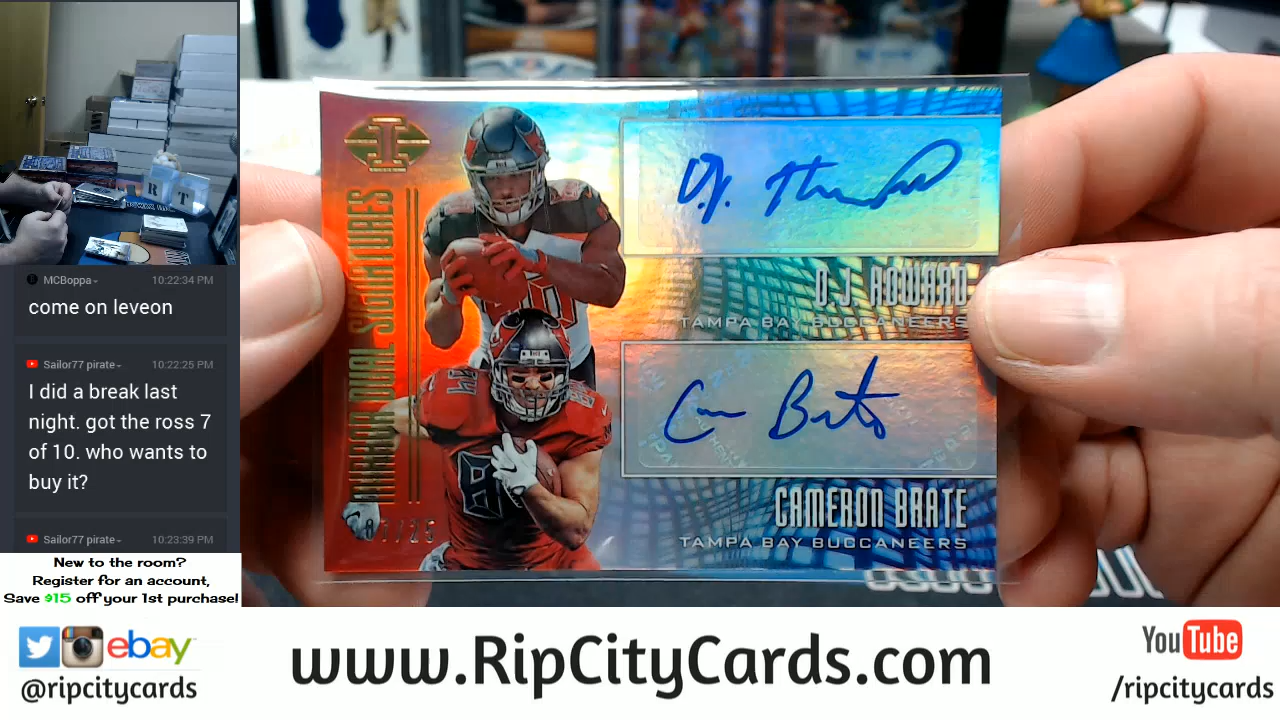 MCBoppa
10:22:34 PM
come on leveon
Sailor77 pirate
10:22:25 PM
I did a break last
night. got the ross 7
of 10. who wants to
buy it?
Sailor77 pirate
10:23:39 PM
New to the room?
Register for an account,
Save $15 off your 1st purchase!
R
T
I
DUAL SIGNATURES
O.J. Howard
O.J. HOWARD
TAMPA BAY BUCCANEERS
CAMERON BRATE
TAMPA BAY BUCCANEERS
ebay
@ripcitycards
www.RipCityCards.com
YouTube
/ripcitycards